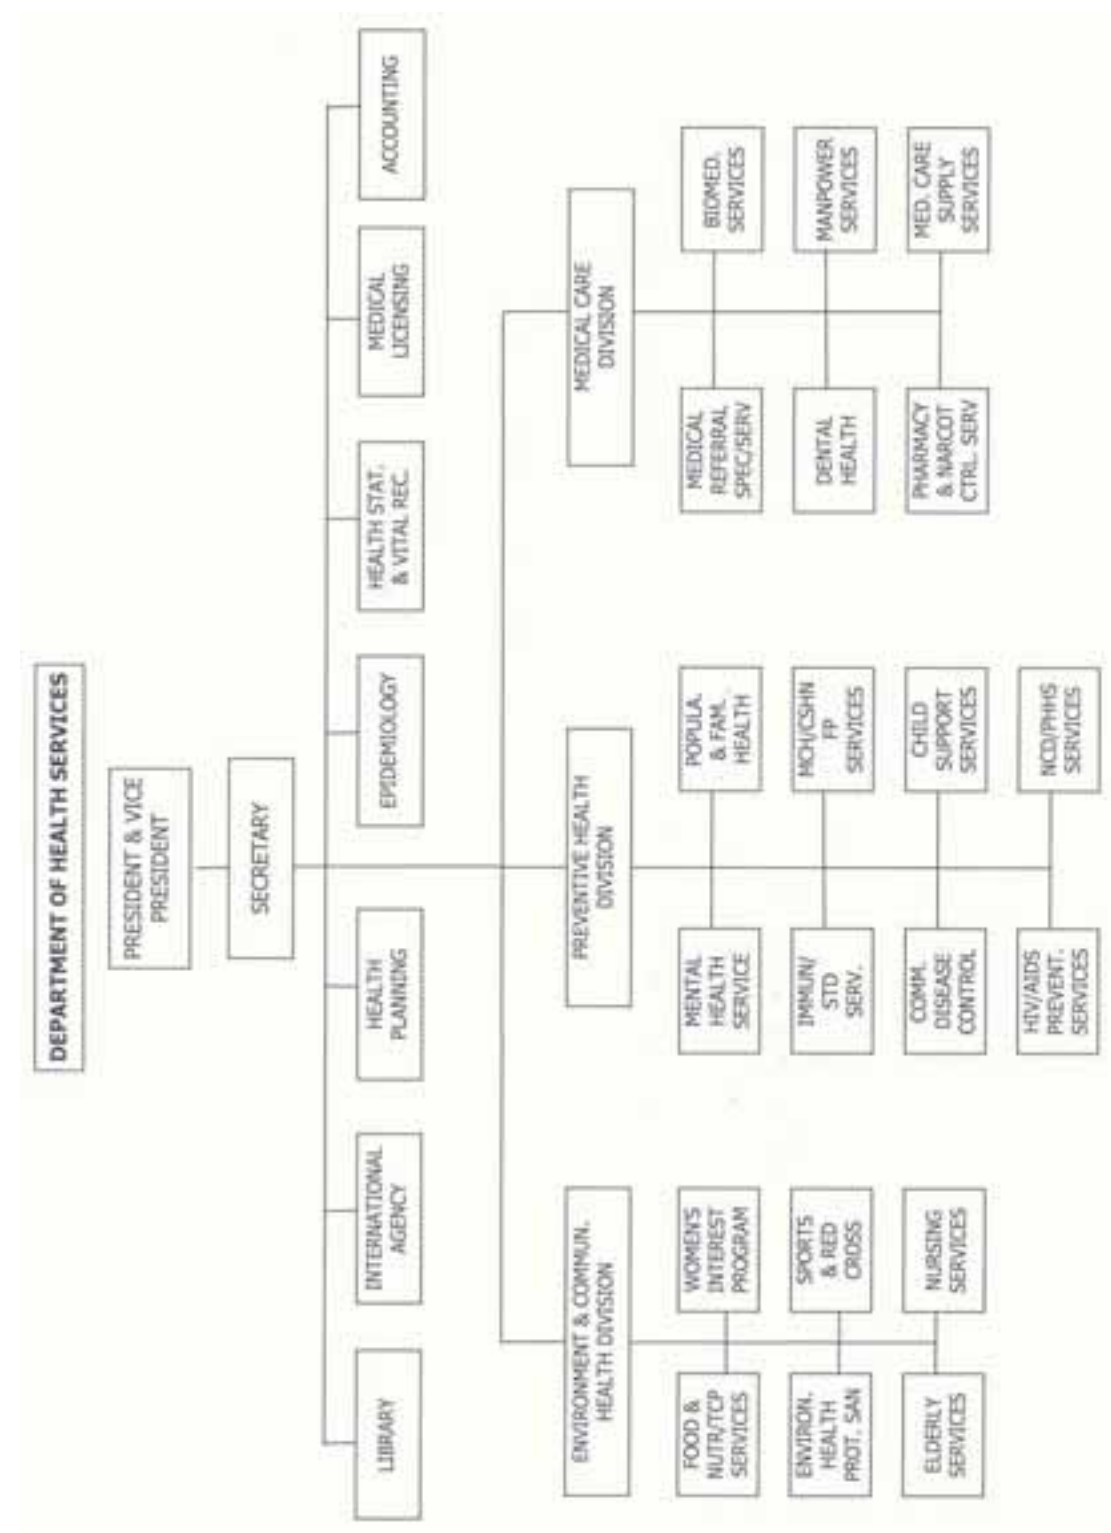 DEPARTMENT OF HEALTH SERVICES
PRESIDENT & VICE
PRESIDENT
SECRETARY
LIBRARY
INTERNATIONAL
AGENCY
HEALTH
PLANNING
EPIDEMIOLOGY
HEALTH STAT.
& VITAL REC.
MEDICAL
LICENSING
ACCOUNTING
ENVIRONMENT & COMMUN.
HEALTH DIVISION
PREVENTIVE HEALTH
DIVISION
MEDICAL CARE
DIVISION
FOOD &
NUTR/TCP
SERVICES
WOMEN'S
INTEREST
PROGRAM
ENVIRON.
HEALTH
PROT. SAN
SPORTS
& RED
CROSS
ELDERLY
SERVICES
NURSING
SERVICES
MENTAL
HEALTH
SERVICE
POPULA.
& FAM.
HEALTH
IMMUN/
STD
SERV.
MCH/CSHN
FP
SERVICES
COMM.
DISEASE
CONTROL
CHILD
SUPPORT
SERVICES
HIV/AIDS
PREVENT.
SERVICES
NCD/PHHS
SERVICES
MEDICAL
REFERRAL
SPEC/SERV
BIOMED.
SERVICES
DENTAL
HEALTH
MANPOWER
SERVICES
PHARMACY
& NARCOT
CTRL. SERV
MED. CARE
SUPPLY
SERVICES